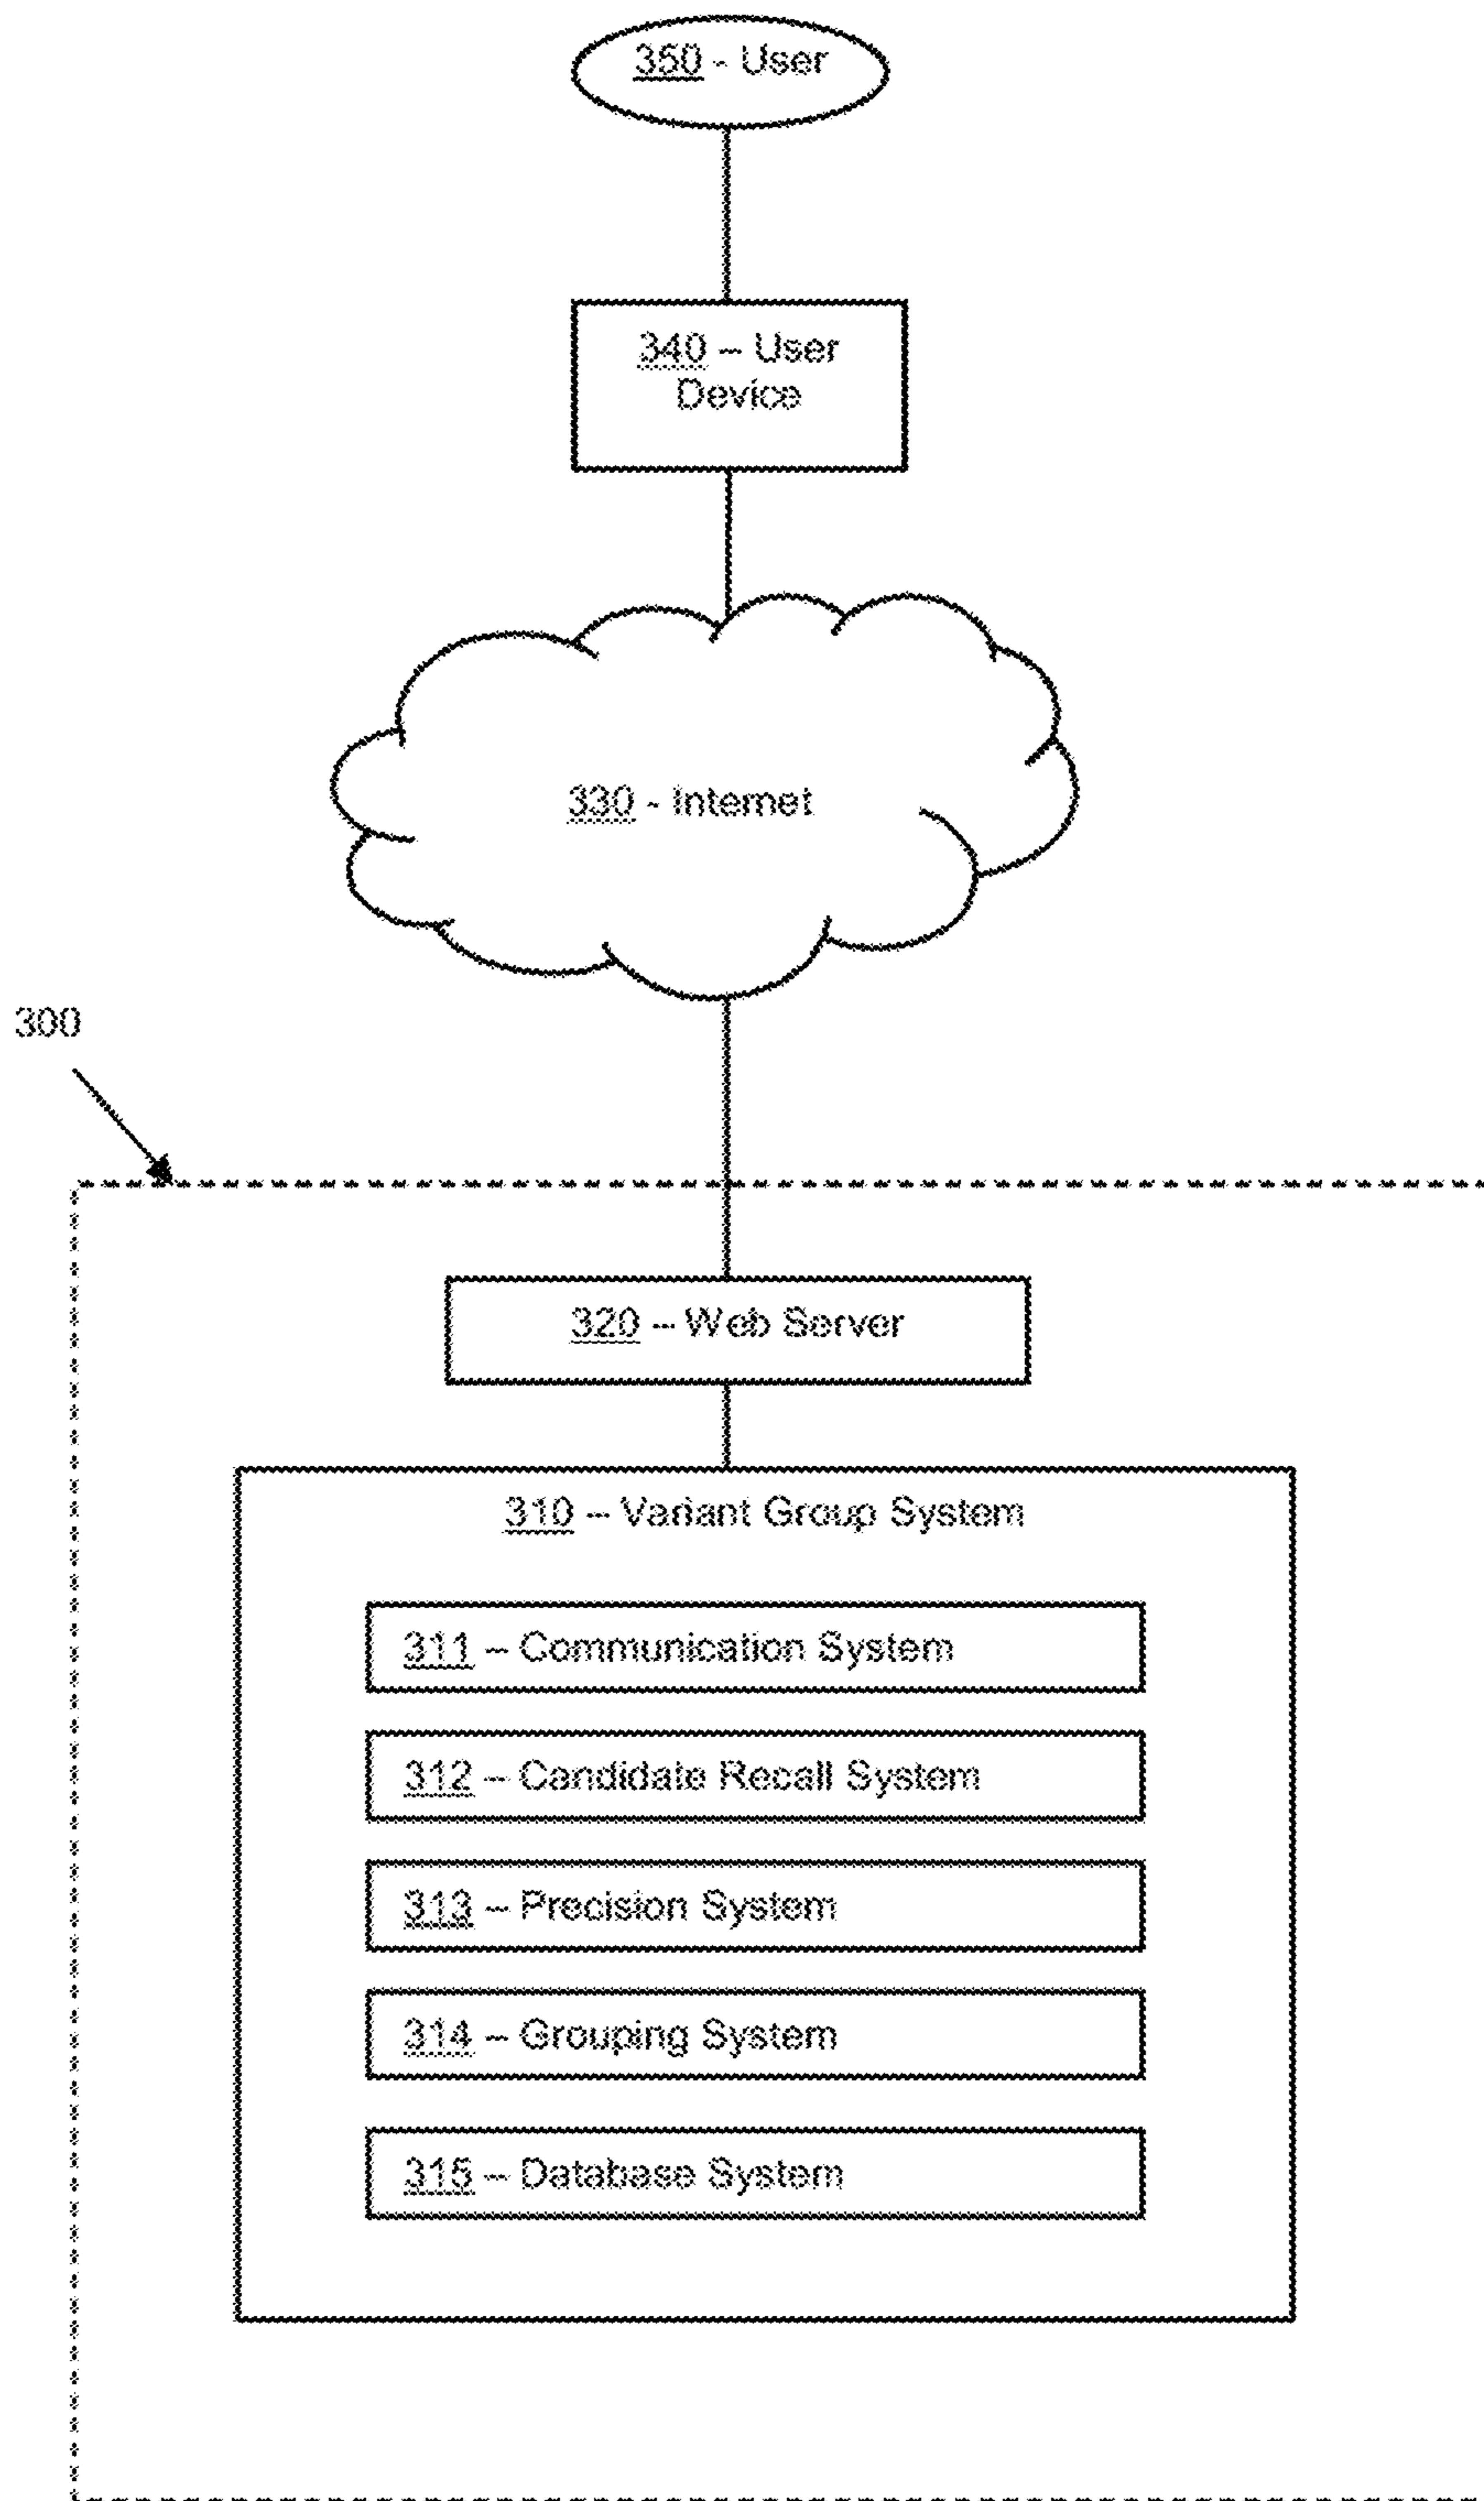 350 - User
340 – User
Device
330 - Internet
300
320 – Web Server
310 – Variant Group System
311 – Communication System
312 – Candidate Recall System
313 – Precision System
314 – Grouping System
315 – Database System